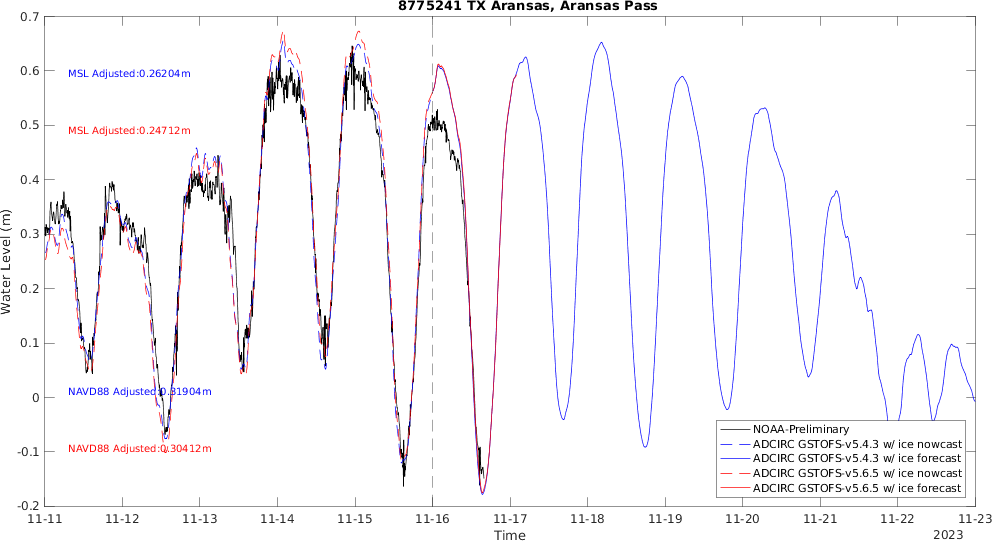 8775241 TX Aransas, Aransas Pass
0.7
0.6
0.5
0.4
0.3
0.2
0.1
0
-0.1
-0.2
Water Level (m)
MSL Adjusted:0.26204m
MSL Adjusted:0.24712m
NAVD88 Adjusted:0.31904m
NAVD88 Adjusted:0.30412m
NOAA-Preliminary
ADCIRC GSTOFS-v5.4.3 w/ ice nowcast
ADCIRC GSTOFS-v5.4.3 w/ ice forecast
ADCIRC GSTOFS-v5.6.5 w/ ice nowcast
ADCIRC GSTOFS-v5.6.5 w/ ice forecast
11-11 11-12 11-13 11-14 11-15 11-16 11-17 11-18 11-19 11-20 11-21 11-22 11-23
Time
2023